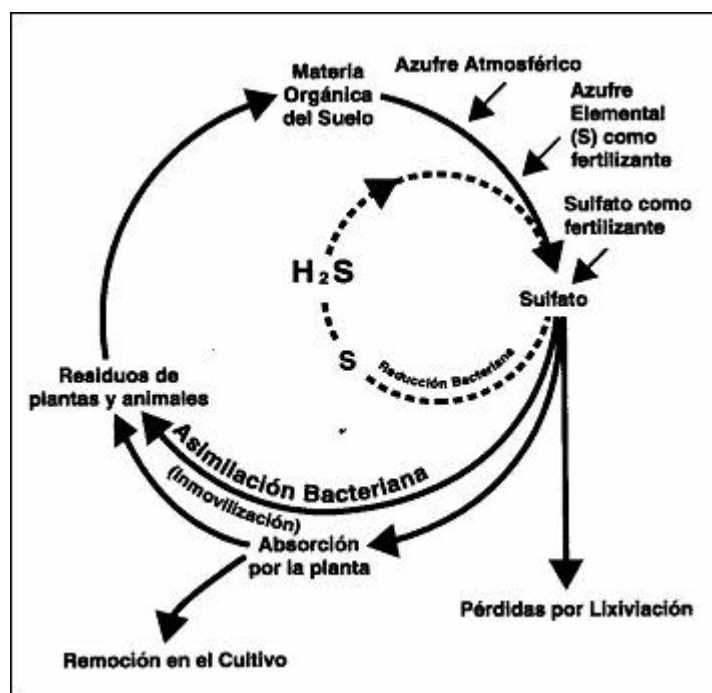 Materia
Orgánica
del Suelo
Azufre Atmosférico
Azufre
Elemental
(S) como
fertilizante
Sulfato como
fertilizante
H₂S
Sulfato
S
Reducción Bacteriana
Residuos de
plantas y animales
Asimilación Bacteriana
(Inmovilización)
Absorción
por la planta
Pérdidas por Lixiviación
Remoción en el Cultivo